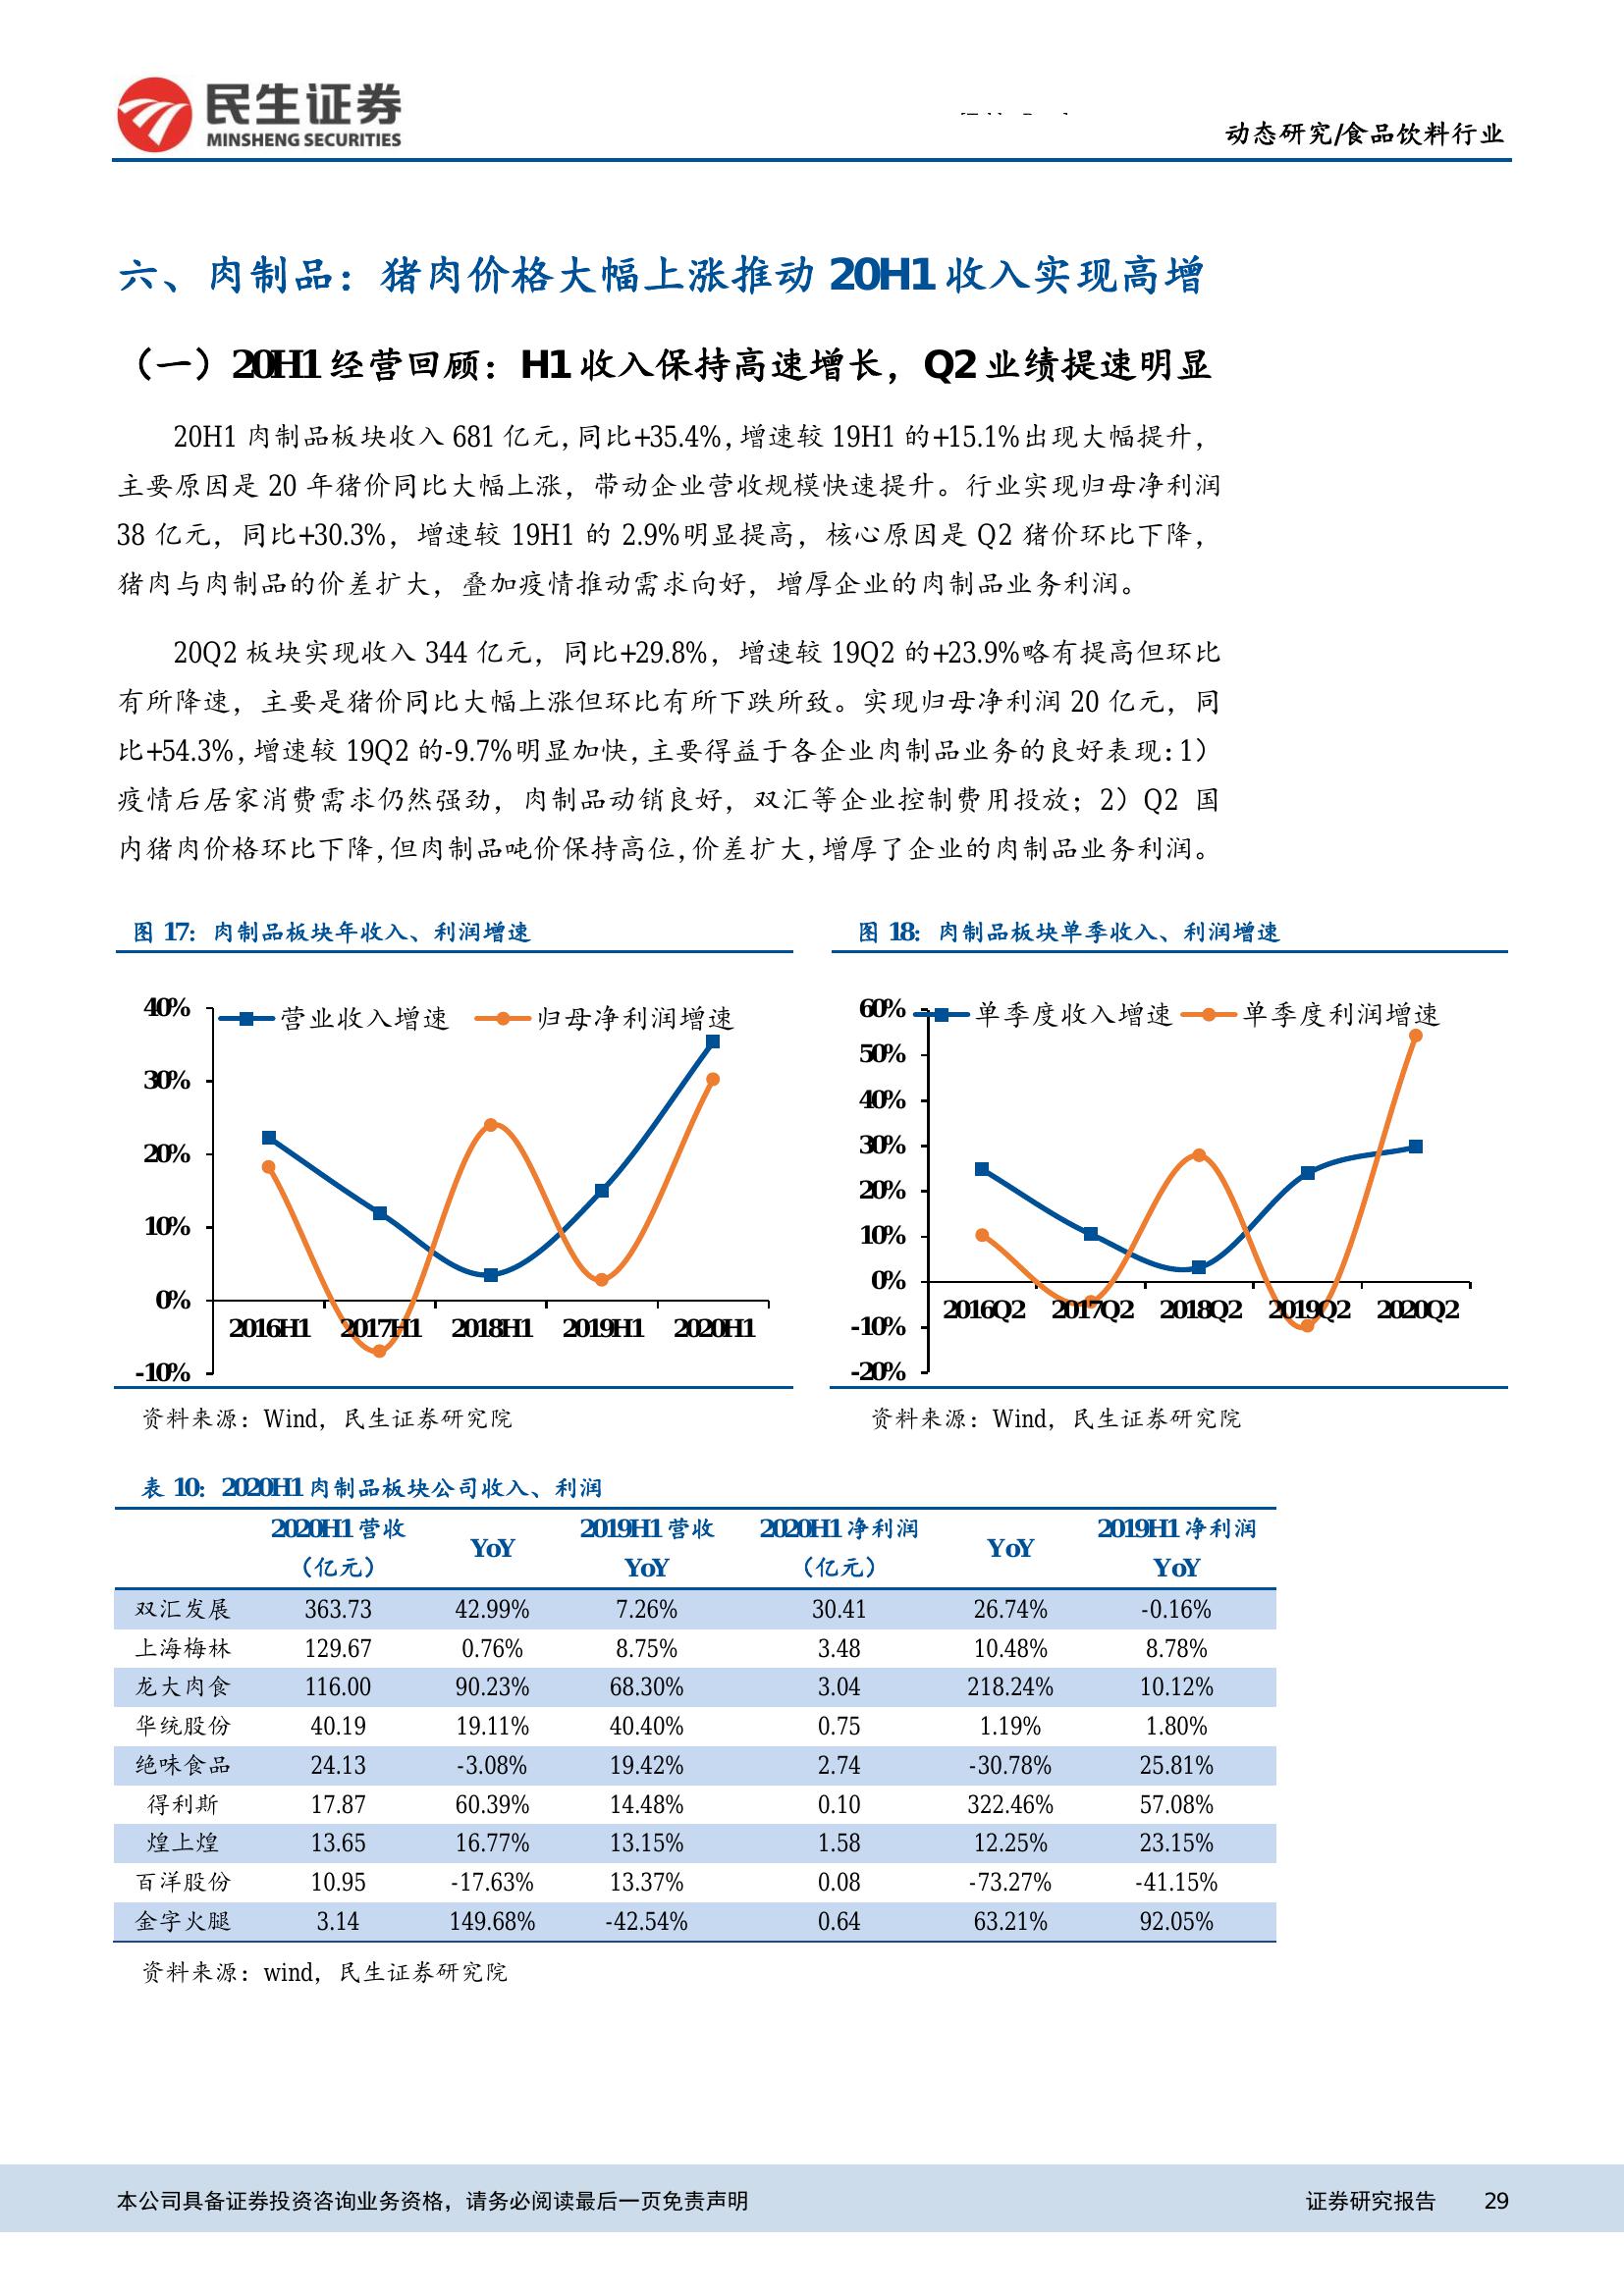 民生证券
MINSHENG SECURITIES
动态研究/食品饮料行业
六、肉制品：猪肉价格大幅上涨推动 20H1 收入实现高增
（一）20H1 经营回顾：H1 收入保持高速增长，Q2 业绩提速明显
20H1 肉制品板块收入 681 亿元，同比+35.4%，增速较 19H1 的+15.1%出现大幅提升，
主要原因是 20 年猪价同比大幅上涨，带动企业营收规模快速提升。行业实现归母净利润
38 亿元，同比+30.3%，增速较 19H1 的 2.9%明显提高，核心原因是 Q2 猪价环比下降，
猪肉与肉制品的价差扩大，叠加疫情推动需求向好，增厚企业的肉制品业务利润。
20Q2 板块实现收入 344 亿元，同比+29.8%，增速较 19Q2 的+23.9%略有提高但环比
有所降速，主要是猪价同比大幅上涨但环比有所下跌所致。实现归母净利润 20 亿元，同
比+54.3%，增速较 19Q2 的-9.7%明显加快，主要得益于各企业肉制品业务的良好表现：1）
疫情后居家消费需求仍然强劲，肉制品动销良好，双汇等企业控制费用投放；2）Q2 国
内猪肉价格环比下降，但肉制品吨价保持高位，价差扩大，增厚了企业的肉制品业务利润。
图 17：肉制品板块年收入、利润增速
40%
30%
20%
10%
0%
-10%
营业收入增速 归母净利润增速
2016H1 2017H1 2018H1 2019H1 2020H1
资料来源：Wind，民生证券研究院
图 18：肉制品板块单季收入、利润增速
60%
50%
40%
30%
20%
10%
0%
-10%
-20%
单季度收入增速 单季度利润增速
2016Q2 2017Q2 2018Q2 2019Q2 2020Q2
资料来源：Wind，民生证券研究院
表 10：2020H1 肉制品板块公司收入、利润
2020H1 营收（亿元） YoY 2019H1 营收 YoY 2020H1 净利润（亿元） YoY 2019H1 净利润 YoY
双汇发展 363.73 42.99% 7.26% 30.41 26.74% -0.16%
上海梅林 129.67 0.76% 8.75% 3.48 10.48% 8.78%
龙大肉食 116.00 90.23% 68.30% 3.04 218.24% 10.12%
华统股份 40.19 19.11% 40.40% 0.75 1.19% 1.80%
绝味食品 24.13 -3.08% 19.42% 2.74 -30.78% 25.81%
得利斯 17.87 60.39% 14.48% 0.10 322.46% 57.08%
煌上煌 13.65 16.77% 13.15% 1.58 12.25% 23.15%
百洋股份 10.95 -17.63% 13.37% 0.08 -73.27% -41.15%
金字火腿 3.14 149.68% -42.54% 0.64 63.21% 92.05%
资料来源：wind，民生证券研究院
本公司具备证券投资咨询业务资格，请务必阅读最后一页免责声明
证券研究报告 29